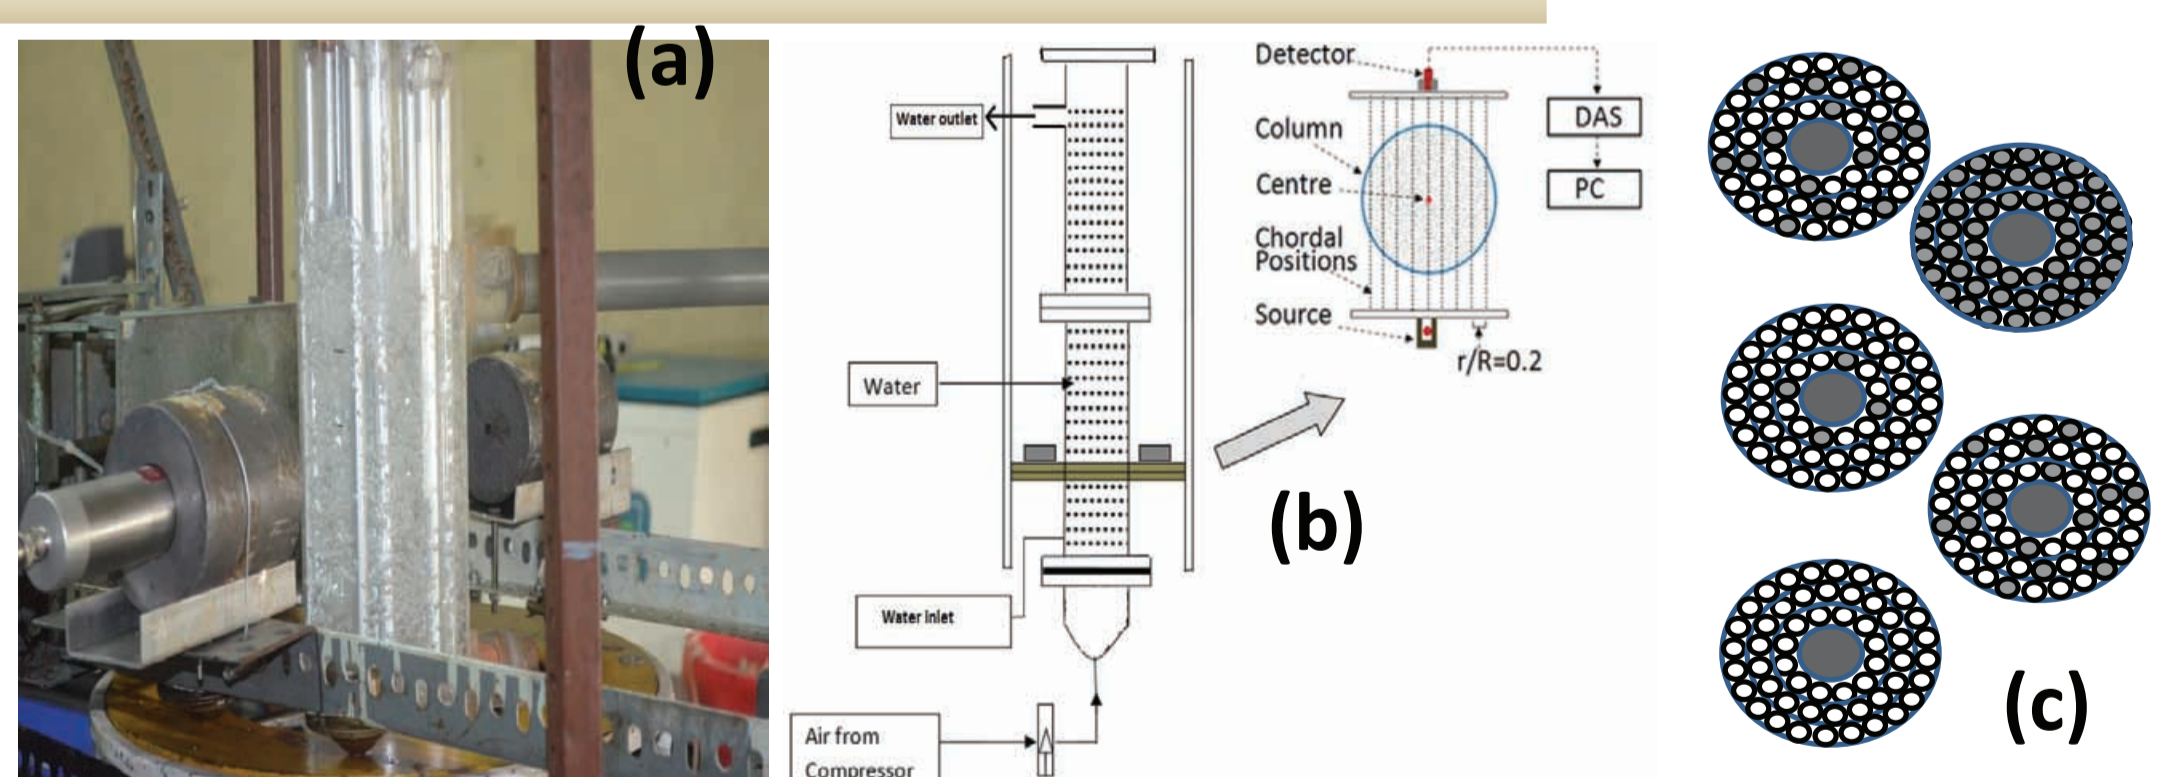 (a)
Water outlet
Water
Water inlet
Air from
Compressor
Detector
Column
Centre
Chordal
Positions
Source
r/R=0.2
DAS
PC
(b)
(c)